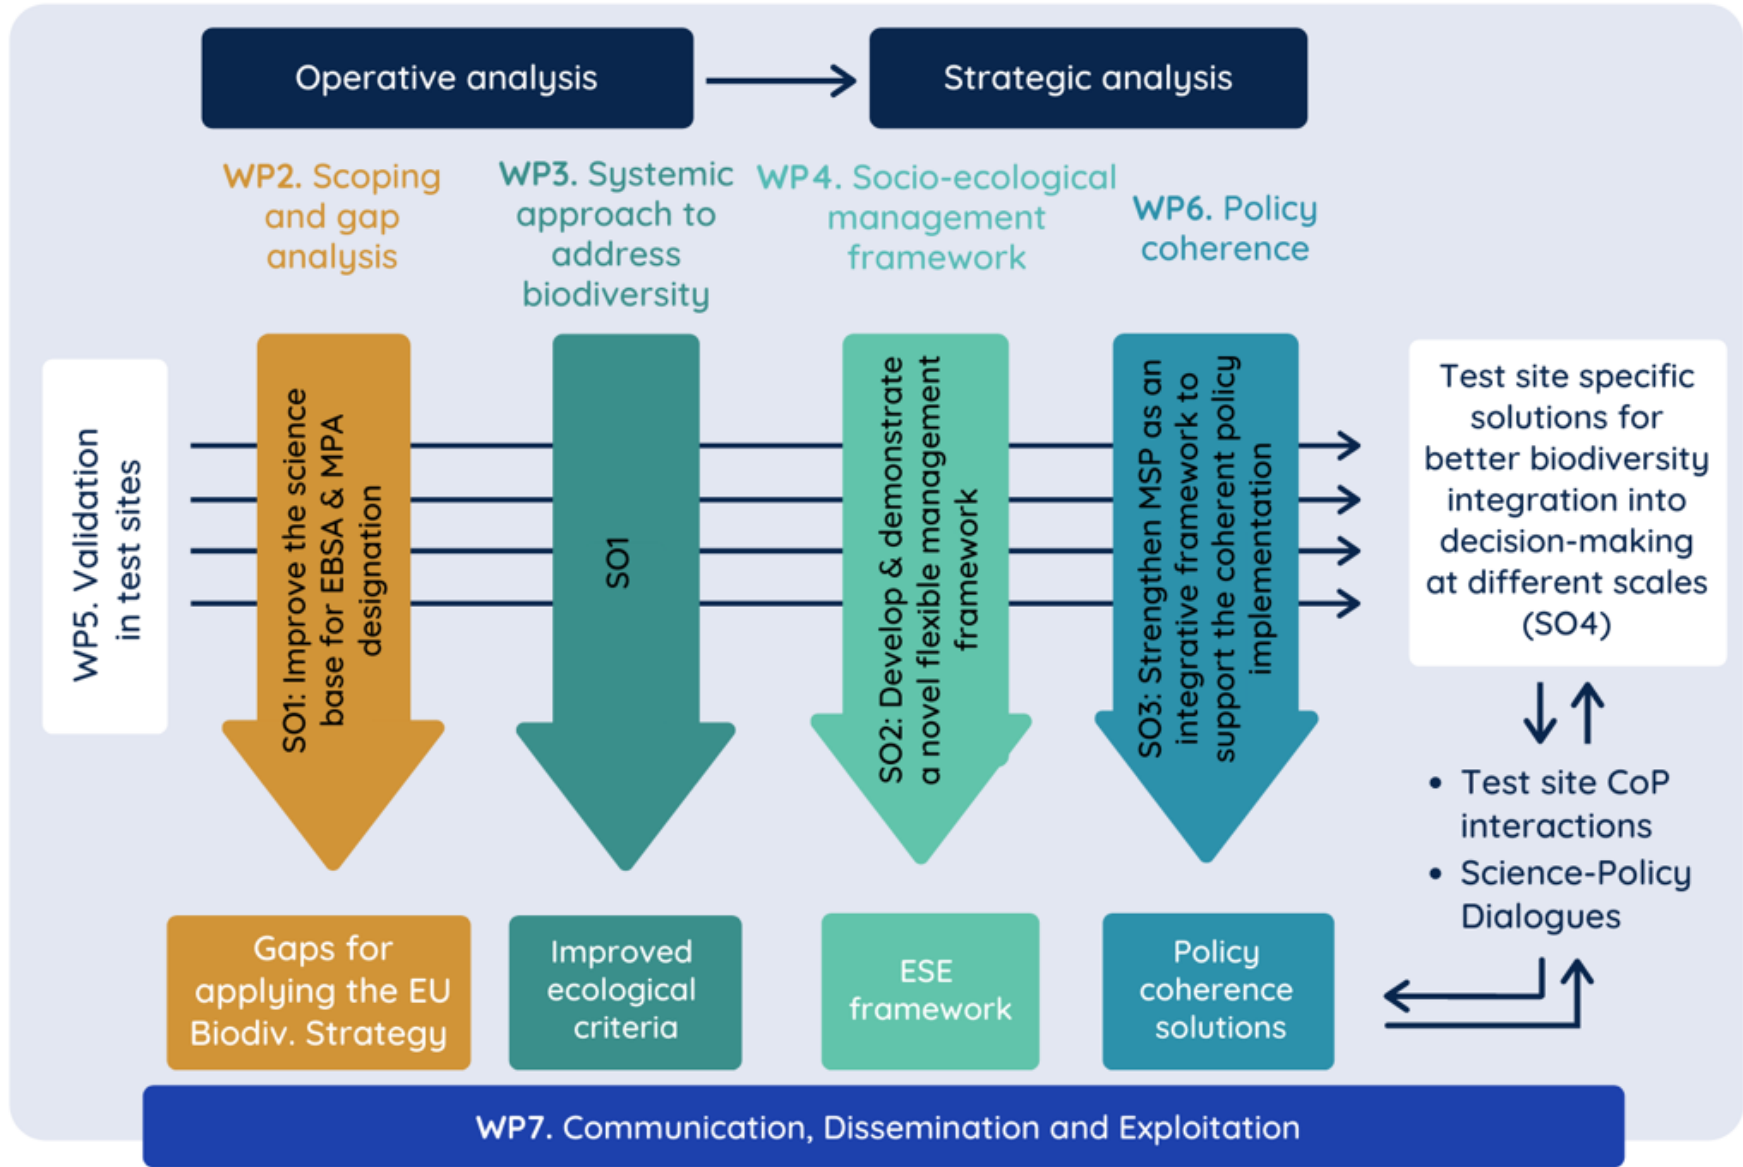 Operative analysis
Strategic analysis
WP2. Scoping
and gap
analysis
WP3. Systemic
approach to
address
biodiversity
WP4. Socio-ecological
management
framework
WP6. Policy
coherence
WP5. Validation
in test sites
SO1: Improve the science
base for EBSA & MPA
designation
SO1
SO2: Develop & demonstrate
a novel flexible management
framework
SO3: Strengthen MSP as an
integrative framework to
support the coherent policy
implementation
Test site specific
solutions for
better biodiversity
integration into
decision-making
at different scales
(SO4)
• Test site CoP
interactions
• Science-Policy
Dialogues
Gaps for
applying the EU
Biodiv. Strategy
Improved
ecological
criteria
ESE
framework
Policy
coherence
solutions
WP7. Communication, Dissemination and Exploitation